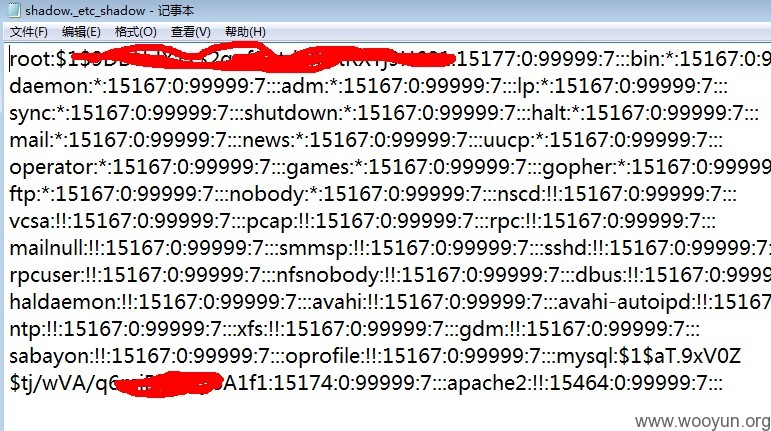 shadow._etc_shadow - 记事本
文件(F) 编辑(E) 格式(O) 查看(V) 帮助(H)
:15177:0:99999:7:::bin:*:15167:0:99999
daemon:*:15167:0:99999:7:::adm:*:15167:0:99999:7:::lp:*:15167:0:99999:7:::
sync:*:15167:0:99999:7:::shutdown:*:15167:0:99999:7:::halt:*:15167:0:99999:7:::
mail:*:15167:0:99999:7:::news:*:15167:0:99999:7:::uucp:*:15167:0:99999:7:::
operator:*:15167:0:99999:7:::games:*:15167:0:99999:7:::gopher:*:15167:0:99999:7
ftp:*:15167:0:99999:7:::nobody:*:15167:0:99999:7:::nscd:!!:15167:0:99999:7:::
vcsa:!!:15167:0:99999:7:::pcap:!!:15167:0:99999:7:::rpc:!!:15167:0:99999:7:::
mailnull:!!:15167:0:99999:7:::smmsp:!!:15167:0:99999:7:::sshd:!!:15167:0:99999:7
rpcuser:!!:15167:0:99999:7:::nfsnobody:!!:15167:0:99999:7:::dbus:!!:15167:0:99999:7
haldaemon:!!:15167:0:99999:7:::avahi:!!:15167:0:99999:7:::avahi-autoipd:!!:15167
ntp:!!:15167:0:99999:7:::xfs:!!:15167:0:99999:7:::gdm:!!:15167:0:99999:7:::
sabayon:!!:15167:0:99999:7:::oprofile:!!:15167:0:99999:7:::mysql:$1$aT.9xV0Z
$tj/wVA/q6 A1f1:15174:0:99999:7:::apache2:!!:15464:0:99999:7:::
www.wooyun.org